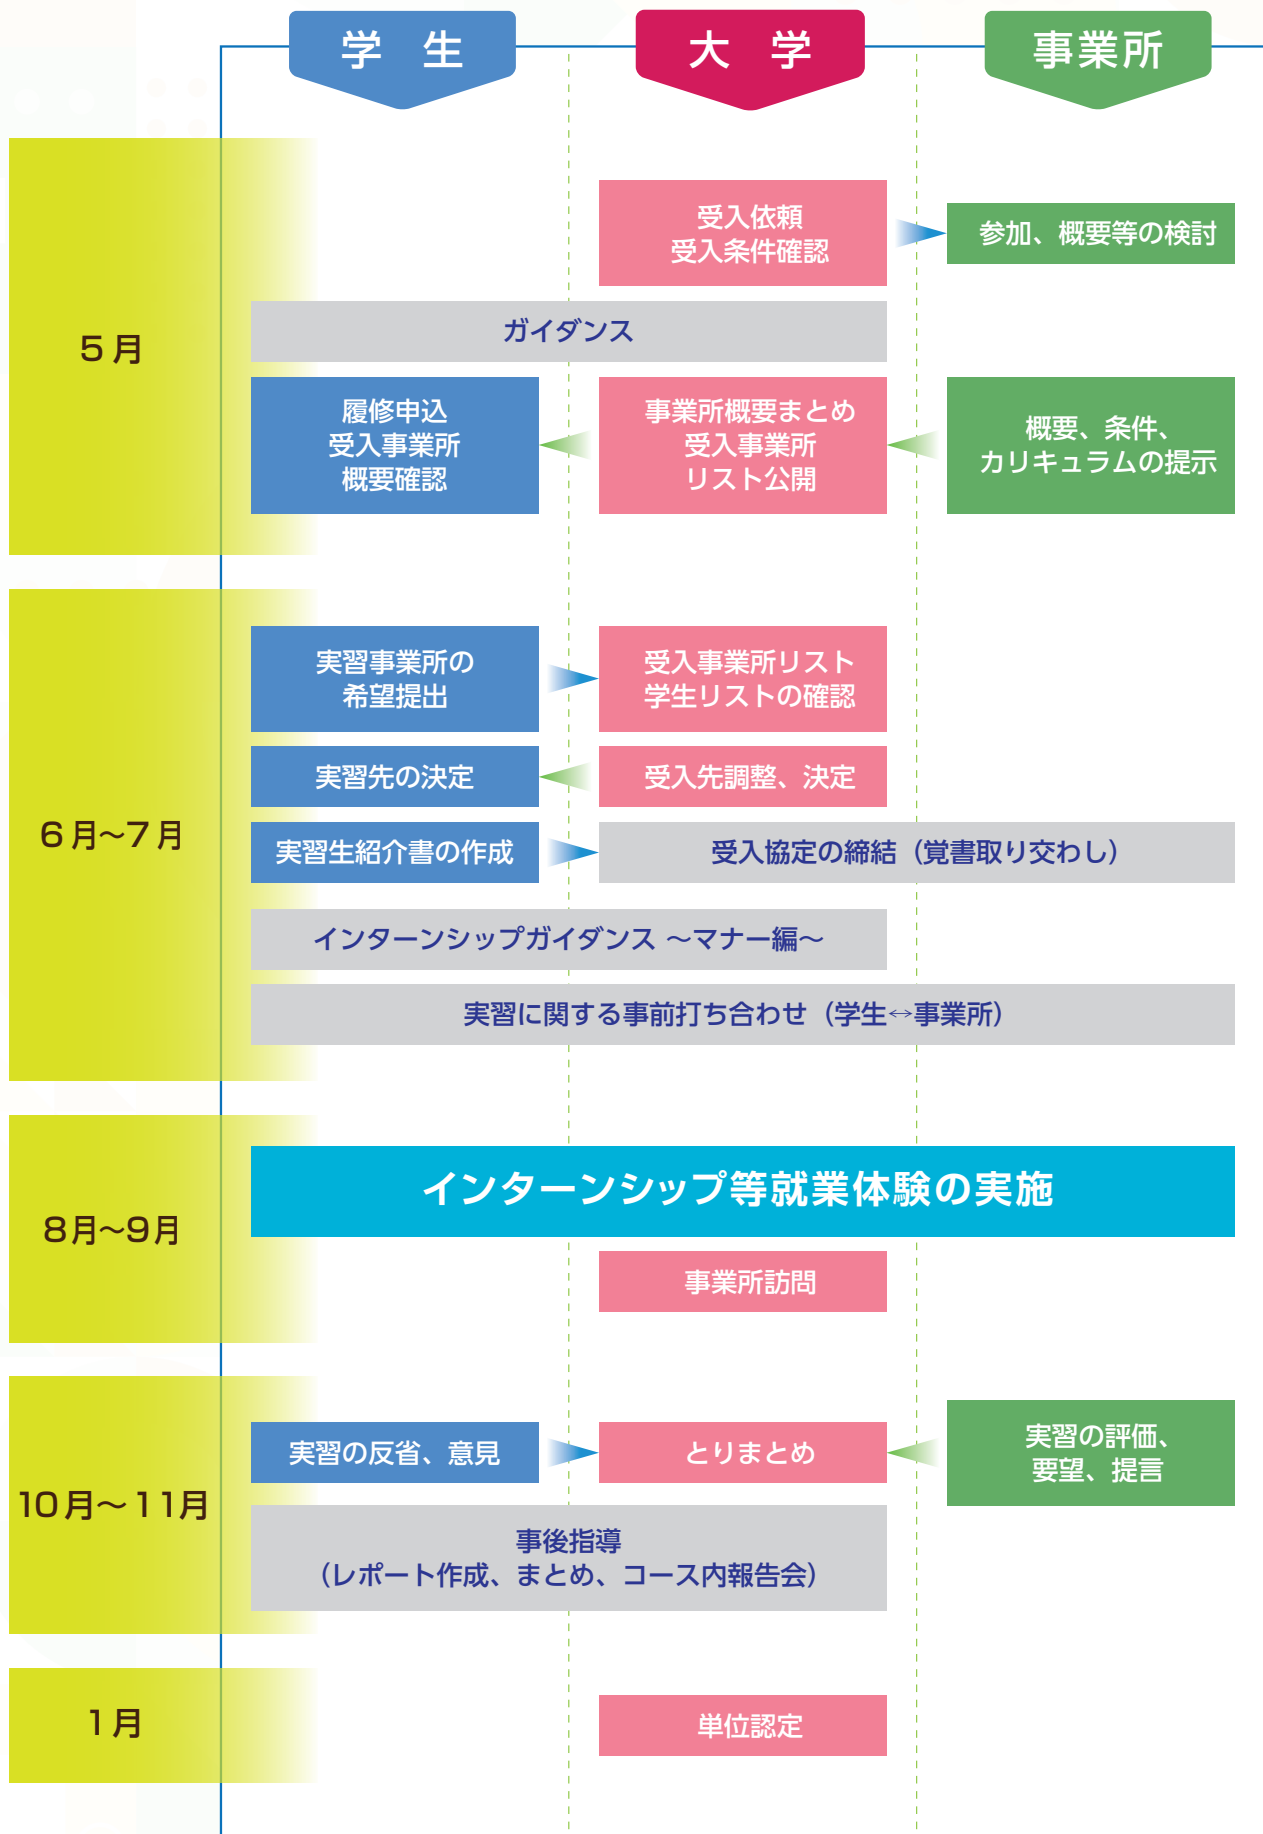 学 生
大 学
事業所
5月
受入依頼
受入条件確認
参加、概要等の検討
ガイダンス
履修申込
受入事業所
概要確認
事業所概要まとめ
受入事業所
リスト公開
概要、条件、
カリキュラムの提示
6月～7月
実習事業所の
希望提出
受入事業所リスト
学生リストの確認
実習先の決定
受入先調整、決定
実習生紹介書の作成
受入協定の締結（覚書取り交わし）
インターンシップガイダンス ～マナー編～
実習に関する事前打ち合わせ（学生↔事業所）
8月～9月
インターンシップ等就業体験の実施
事業所訪問
10月～11月
実習の反省、意見
とりまとめ
実習の評価、
要望、提言
事後指導
（レポート作成、まとめ、コース内報告会）
1月
単位認定